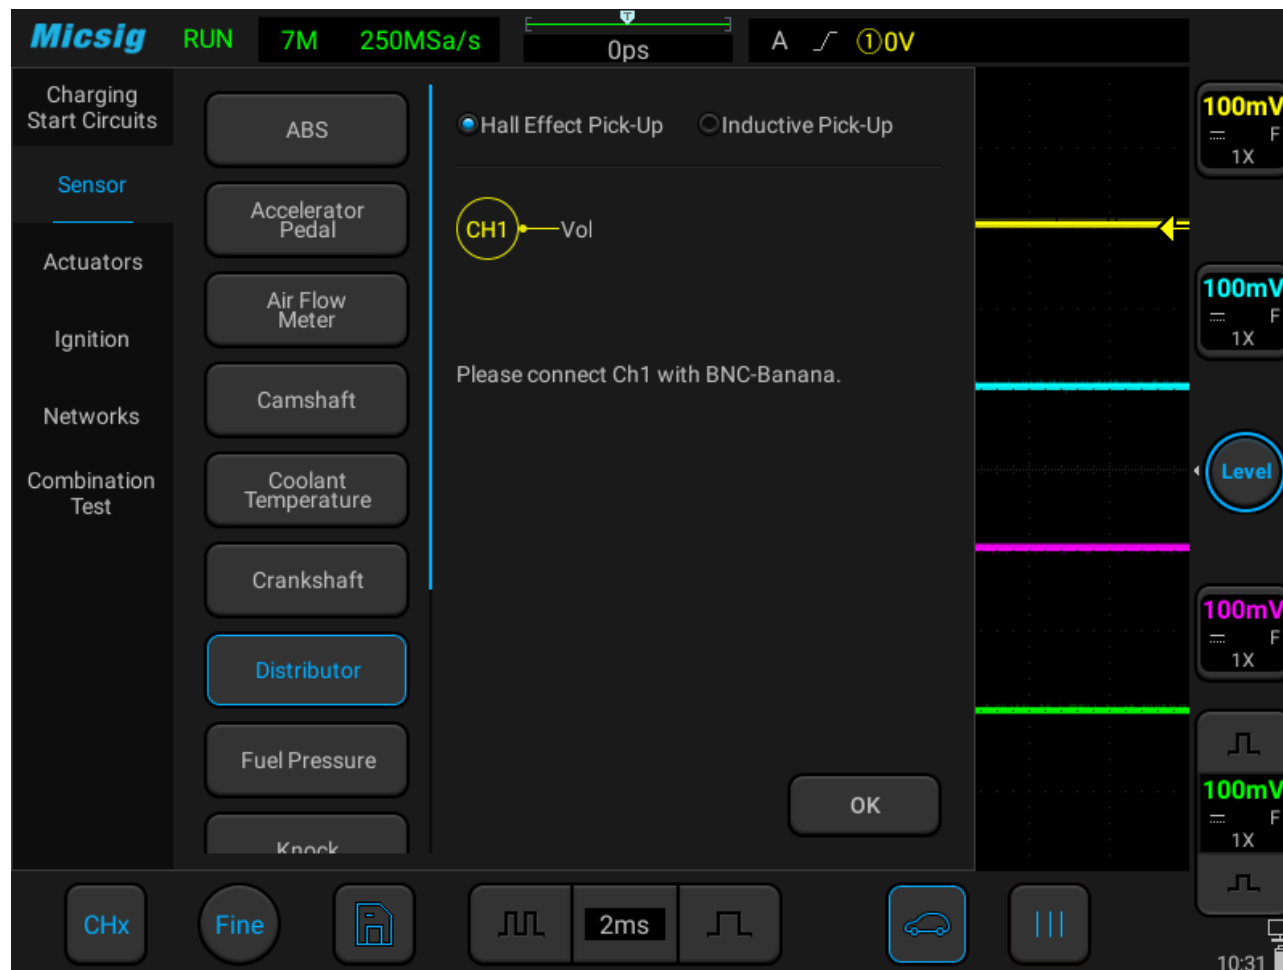 Micsig RUN 7M 250MSa/s T 0ps A ①0V
Charging
Start Circuits
Sensor
Actuators
Ignition
Networks
Combination
Test
ABS
Accelerator
Pedal
Air Flow
Meter
Camshaft
Coolant
Temperature
Crankshaft
Distributor
Fuel Pressure
Knock
Hall Effect Pick-Up Inductive Pick-Up
CH1 Vol
Please connect Ch1 with BNC-Banana.
OK
100mV
F
1X
100mV
F
1X
Level
100mV
F
1X
100mV
F
1X
CHx Fine 2ms
10:31